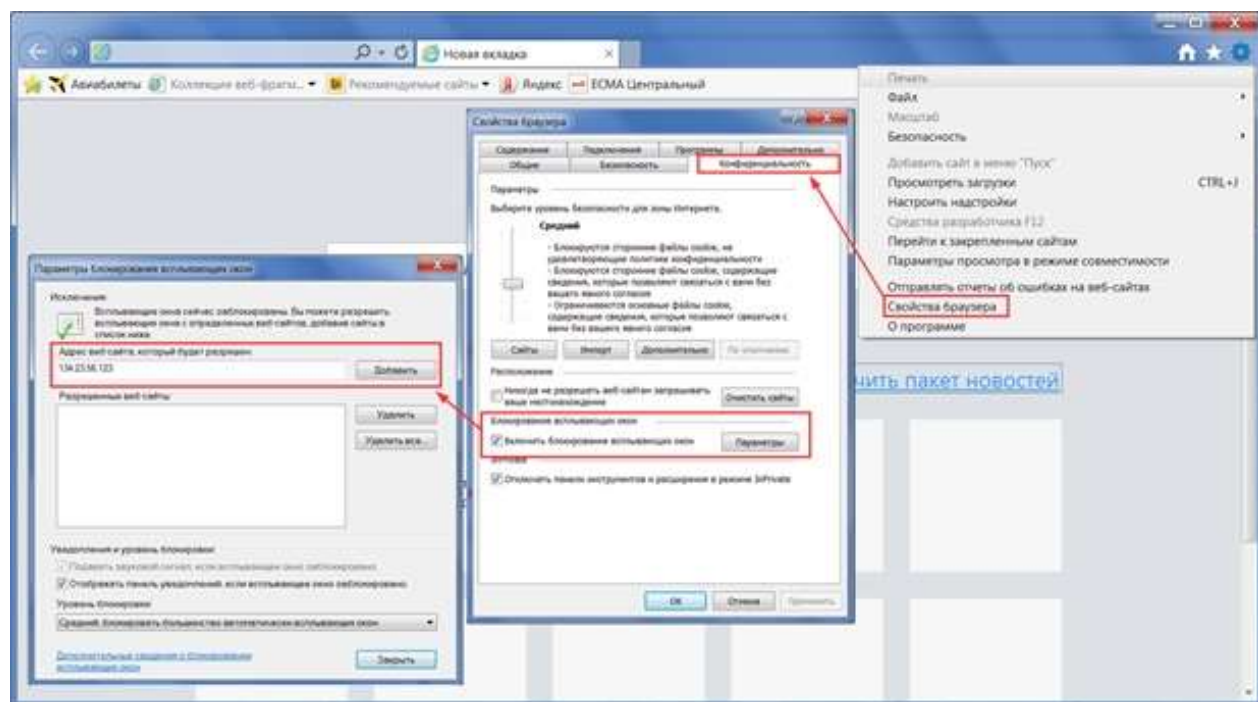 Новая вкладка
Авиабилеты Коллекция веб-фрагм... Рекомендуемые сайты Яндекс ЕСМА Центральный
Печать
Файл
Масштаб
Безопасность
Добавить сайт в меню "Пуск"
Просмотреть загрузки CTRL+J
Настроить надстройки
Средства разработчика F12
Перейти к закрепленным сайтам
Параметры просмотра в режиме совместимости
Отправлять отчеты об ошибках на веб-сайтах
Свойства браузера
О программе
Свойства браузера
Содержание Подключения Программы Дополнительно
Общие Безопасность Конфиденциальность
Параметры
Выберите уровень безопасности для зоны Интернета.
Средний
- Блокируются сторонние файлы cookie, не
удовлетворяющие политике конфиденциальности
- Блокируются сторонние файлы cookie, содержащие
сведения, которые позволяют связаться с вами без
вашего явного согласия
- Ограничиваются основные файлы cookie,
содержащие сведения, которые позволяют связаться с
вами без вашего явного согласия
Сайты Импорт Дополнительно По умолчанию
Расположение
Никогда не разрешать веб-сайтам запрашивать
ваше местонахождение
Очистить сайты
Блокирование всплывающих окон
Включить блокирование всплывающих окон Параметры
InPrivate
Отключать панели инструментов и расширения в режиме InPrivate
ОК Отмена Применить
Параметры блокирования всплывающих окон
Исключения
Всплывающие окна сейчас заблокированы. Вы можете разрешить
всплывающие окна с определенных веб-сайтов, добавив сайты в
список ниже.
Адрес веб-сайта, который будет разрешен:
134.23.56.123 Добавить
Разрешенные веб-сайты:
Удалить
Удалить все...
Уведомления и уровень блокировки:
Подавать звуковой сигнал, если всплывающее окно заблокировано.
Отображать панель уведомлений, если всплывающее окно заблокировано.
Уровень блокировки:
Средний: блокировать большинство автоматически всплывающих окон
Дополнительные сведения о блокировании
всплывающих окон
Закрыть
чить пакет новостей